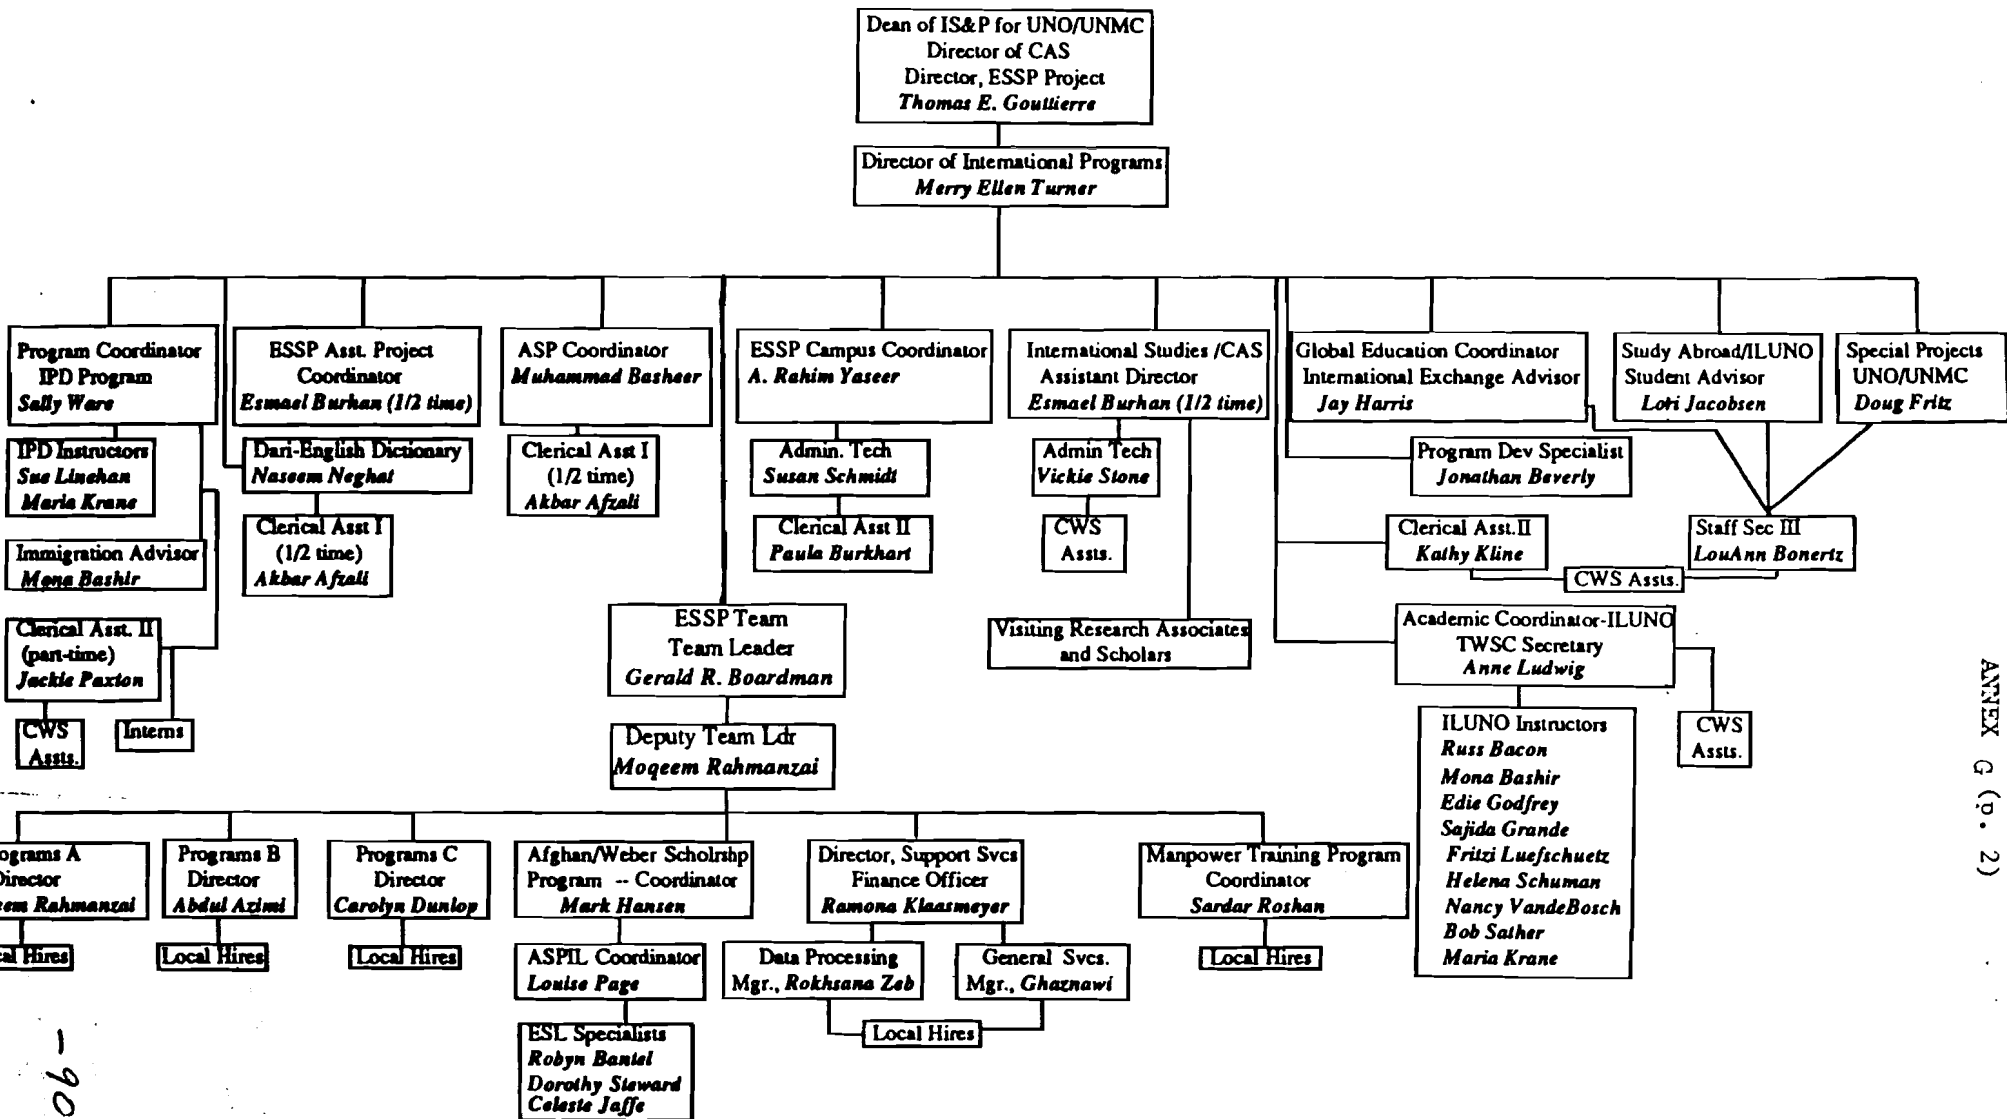 Dean of IS&P for UNO/UNMC
Director of CAS
Director, ESSP Project
Thomas E. Gouttierre
Director of International Programs
Merry Ellen Turner
Program Coordinator
IPD Program
Sally Ware
ESSP Asst. Project
Coordinator
Esmael Burhan (1/2 time)
ASP Coordinator
Muhammad Basheer
ESSP Campus Coordinator
A. Rahim Yaseer
International Studies /CAS
Assistant Director
Esmael Burhan (1/2 time)
Global Education Coordinator
International Exchange Advisor
Jay Harris
Study Abroad/ILUNO
Student Advisor
Lori Jacobsen
Special Projects
UNO/UNMC
Doug Fritz
IPD Instructors
Sue Linehan
Maria Krane
Dari-English Dictionary
Naseem Neghat
Clerical Asst I
(1/2 time)
Akbar Afzali
Admin. Tech
Susan Schmidt
Admin Tech
Vickie Stone
Program Dev Specialist
Jonathan Beverly
Immigration Advisor
Mona Bashir
Clerical Asst I
(1/2 time)
Akbar Afzali
Clerical Asst II
Paula Burkhart
CWS
Assts.
Clerical Asst.II
Kathy Kline
Staff Sec III
LouAnn Bonertz
CWS Assts.
Clerical Asst. II
(part-time)
Jackie Paxton
CWS
Assts.
Interns
ESSP Team
Team Leader
Gerald R. Boardman
Visiting Research Associates
and Scholars
Academic Coordinator-ILUNO
TWSC Secretary
Anne Ludwig
Deputy Team Ldr
Moqeem Rahmanzai
ILUNO Instructors
Russ Bacon
Mona Bashir
Edie Godfrey
Sajida Grande
Fritzi Luefschuetz
Helena Schuman
Nancy VandeBosch
Bob Sather
Maria Krane
CWS
Assts.
ograms A
Director
eem Rahmanzai
cal Hires
Programs B
Director
Abdul Azimi
Local Hires
Programs C
Director
Carolyn Dunlop
Local Hires
Afghan/Weber Scholrshp
Program -- Coordinator
Mark Hansen
ASPIL Coordinator
Louise Page
ESL Specialists
Robyn Bantel
Dorothy Steward
Celeste Jaffe
Director, Support Svcs
Finance Officer
Ramona Klaasmeyer
Data Processing
Mgr., Rokhsana Zeb
General Svcs.
Mgr., Ghaznawi
Local Hires
Manpower Training Program
Coordinator
Sardar Roshan
Local Hires
ANNEX G (p. 2)
-90